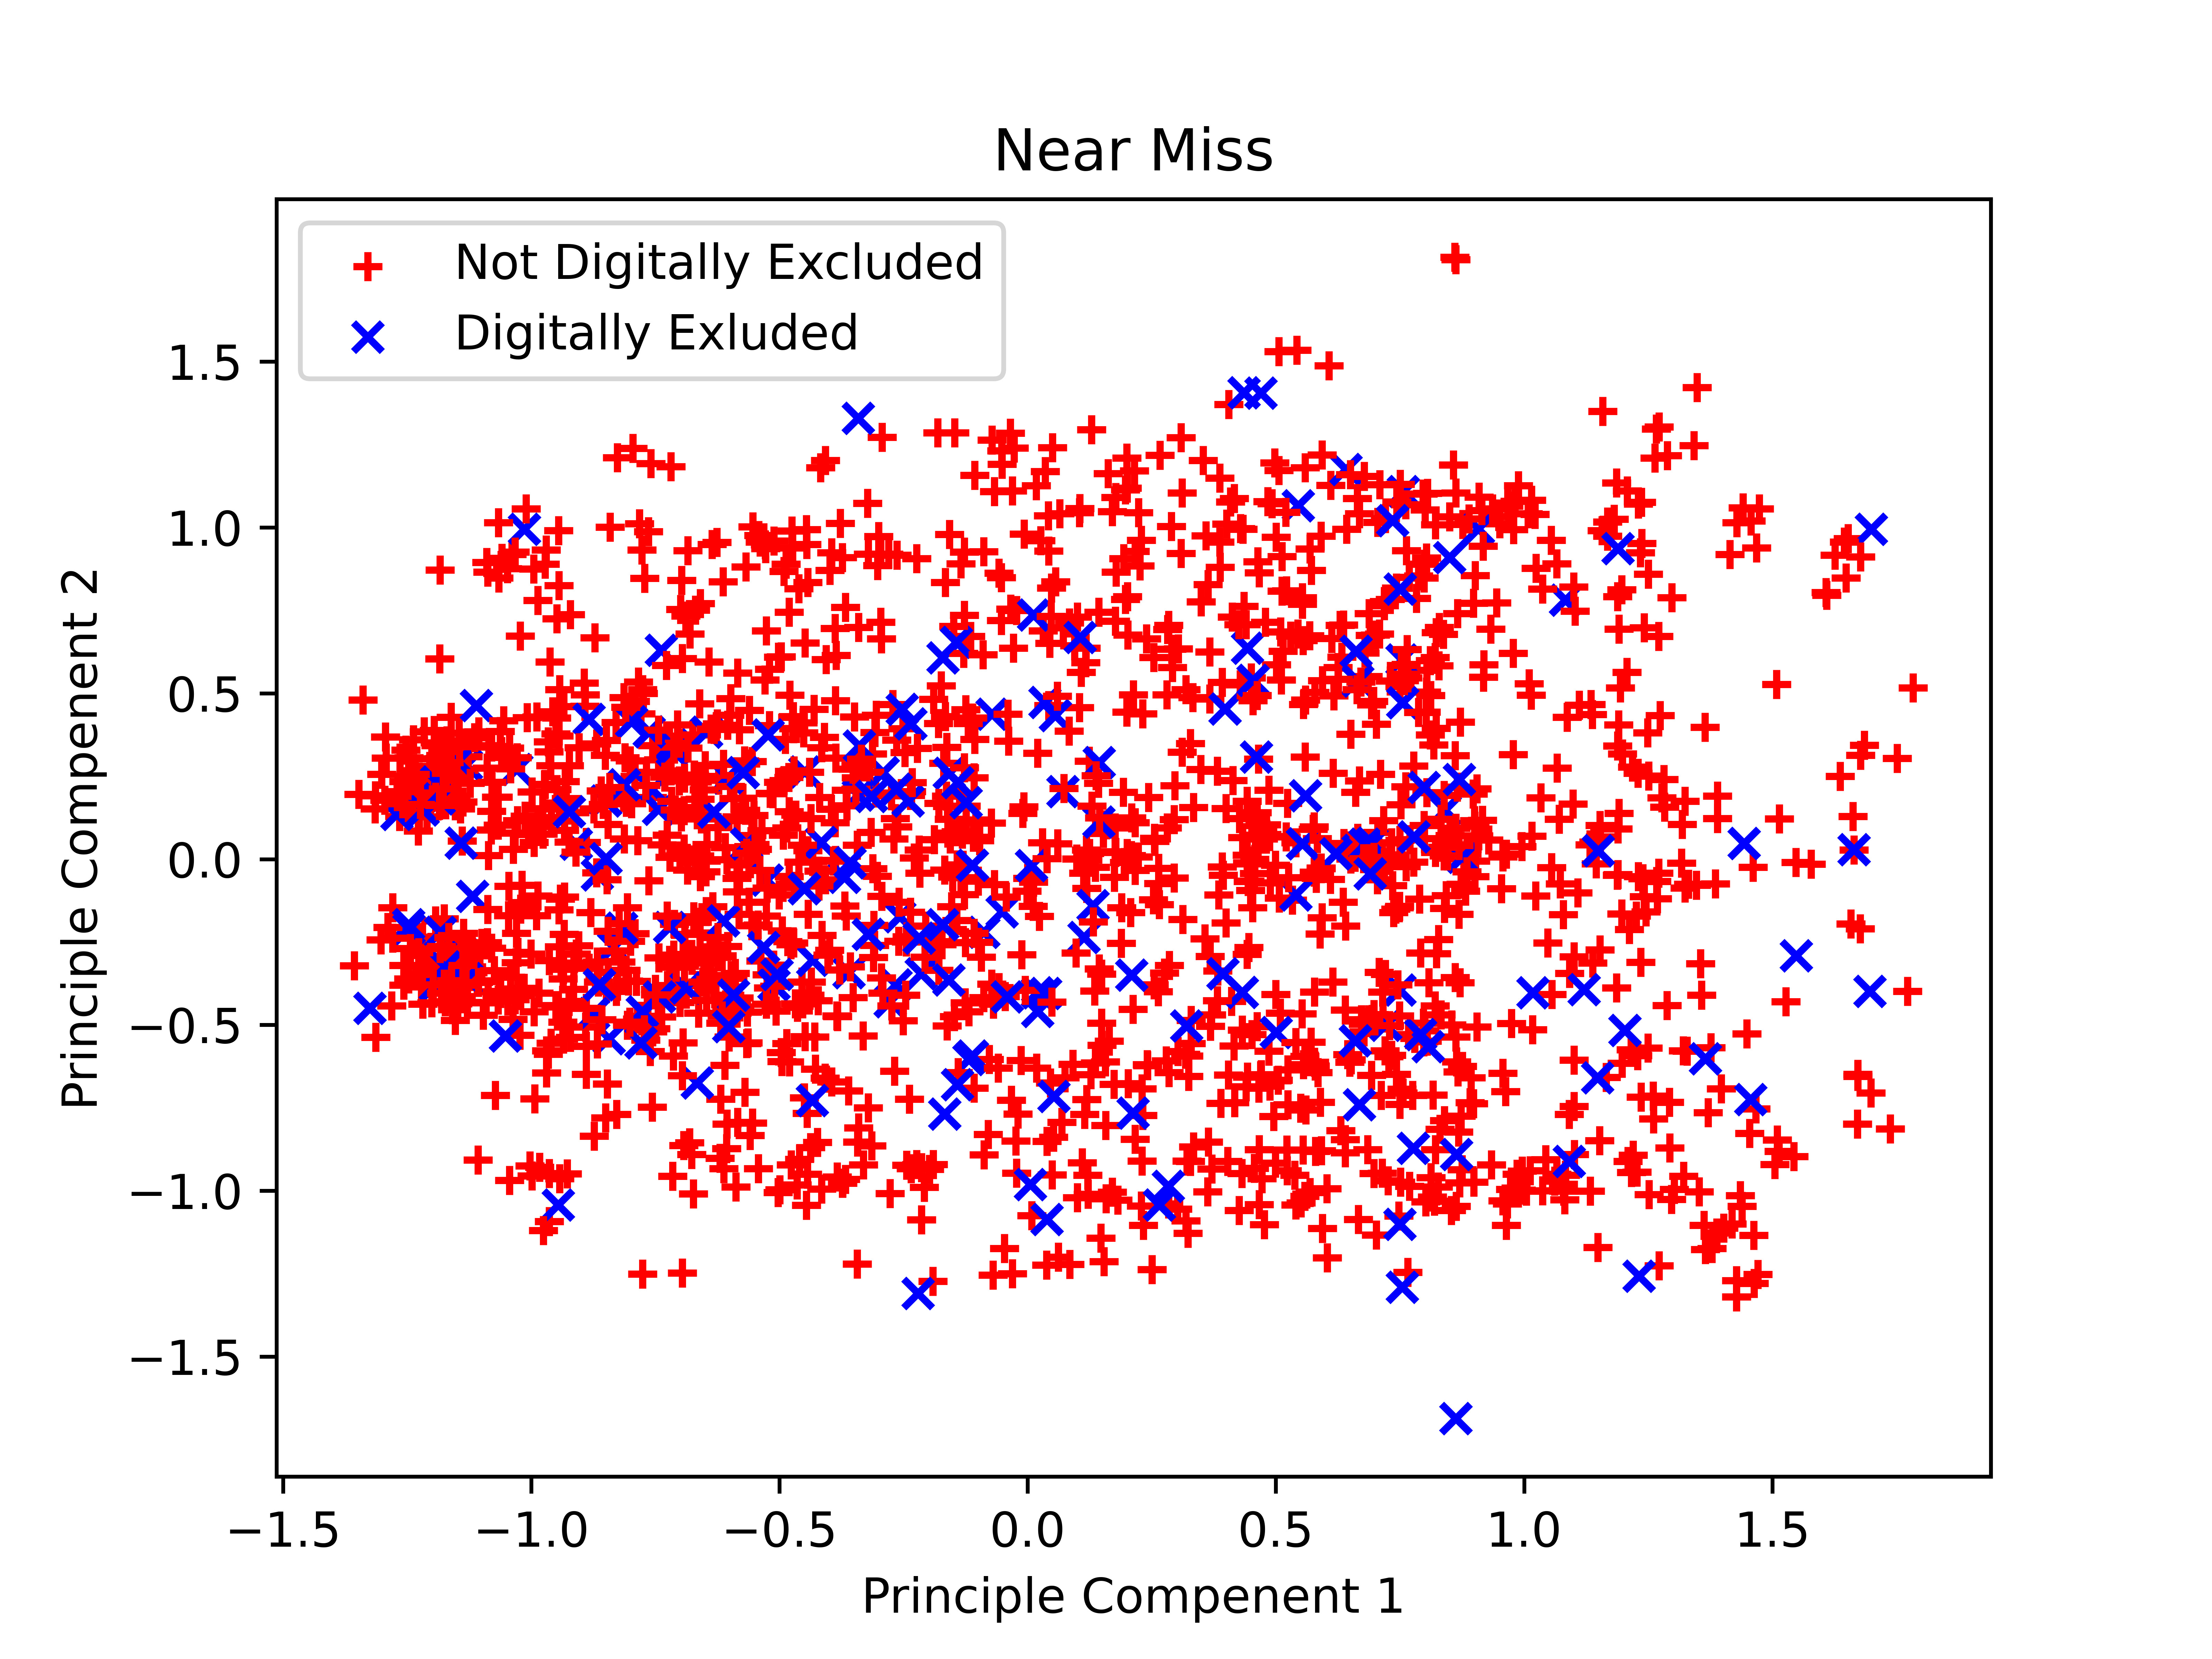 Near Miss
Not Digitally Excluded
Digitally Exluded
Principle Compenent 2
1.5
1.0
0.5
0.0
−0.5
−1.0
−1.5
−1.5 −1.0 −0.5 0.0 0.5 1.0 1.5
Principle Component 1